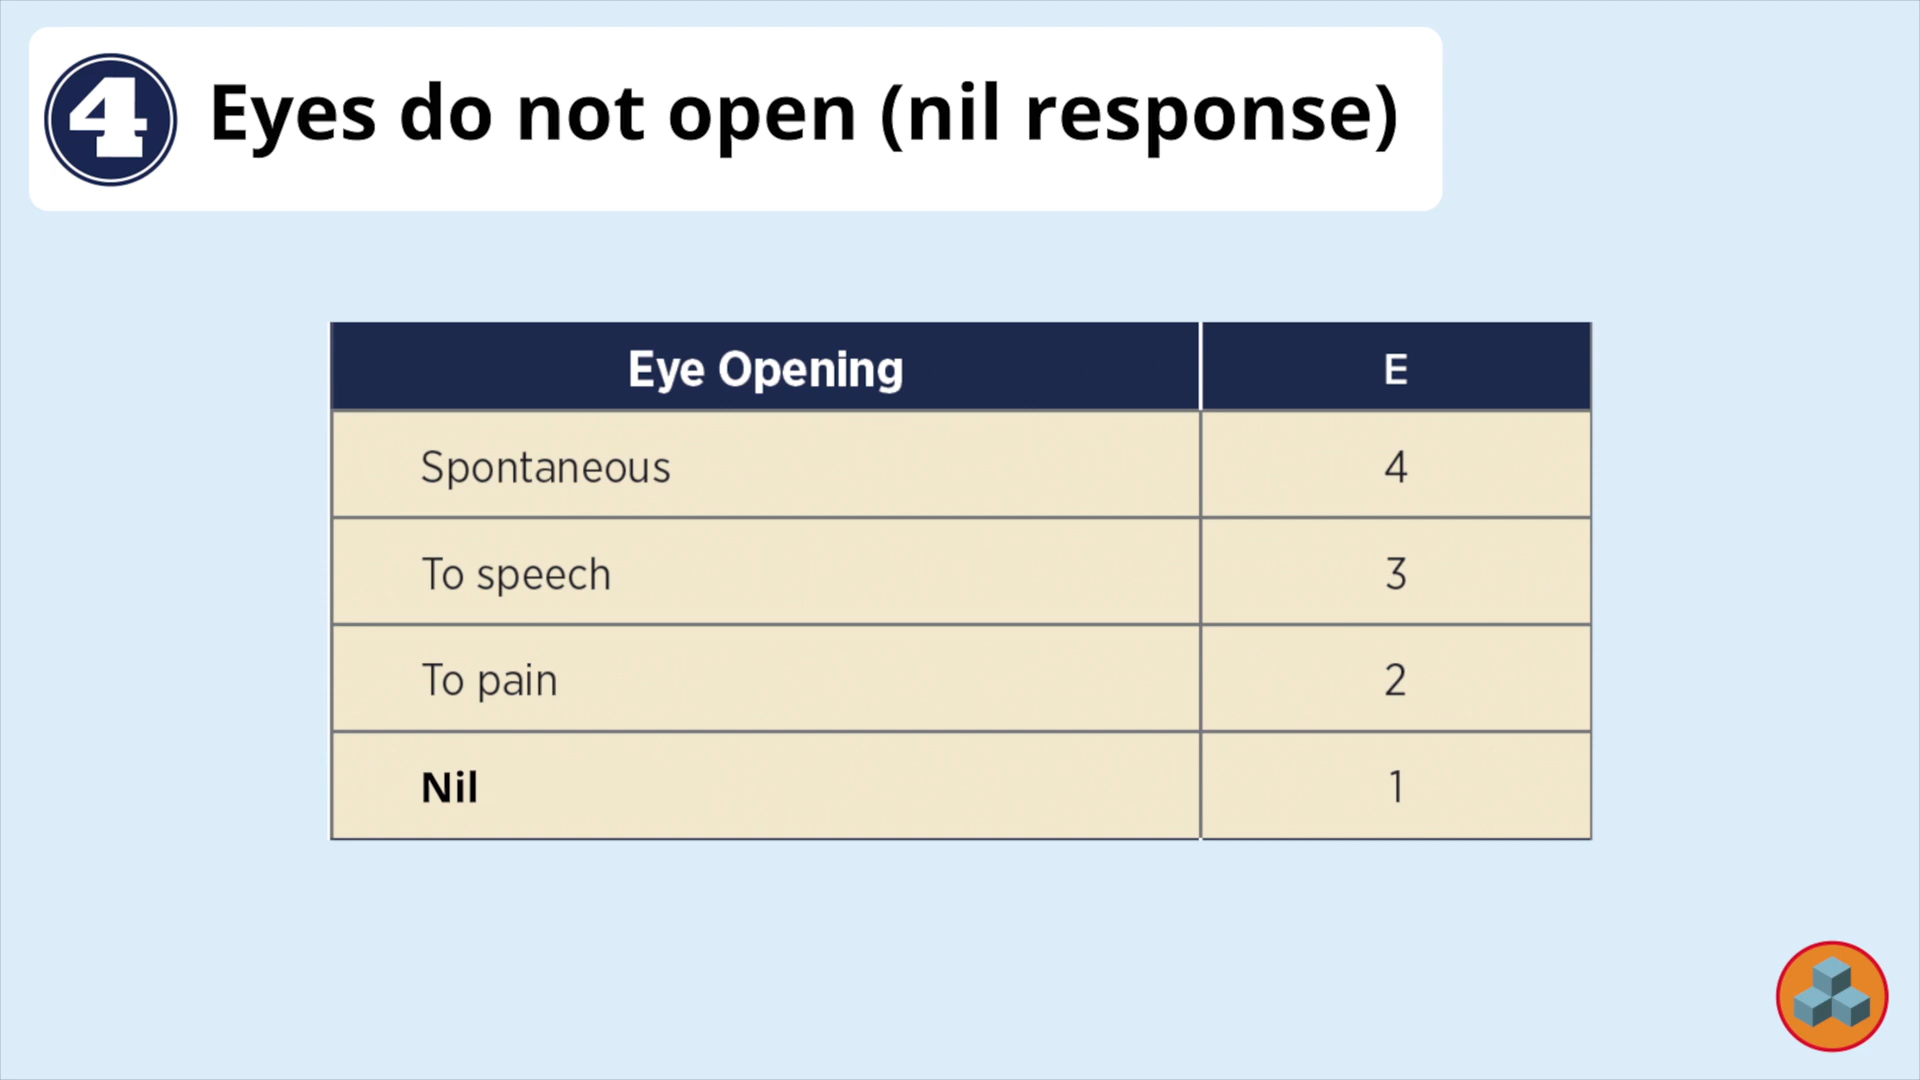 4 Eyes do not open (nil response)
Eye Opening E
Spontaneous 4
To speech 3
To pain 2
Nil 1